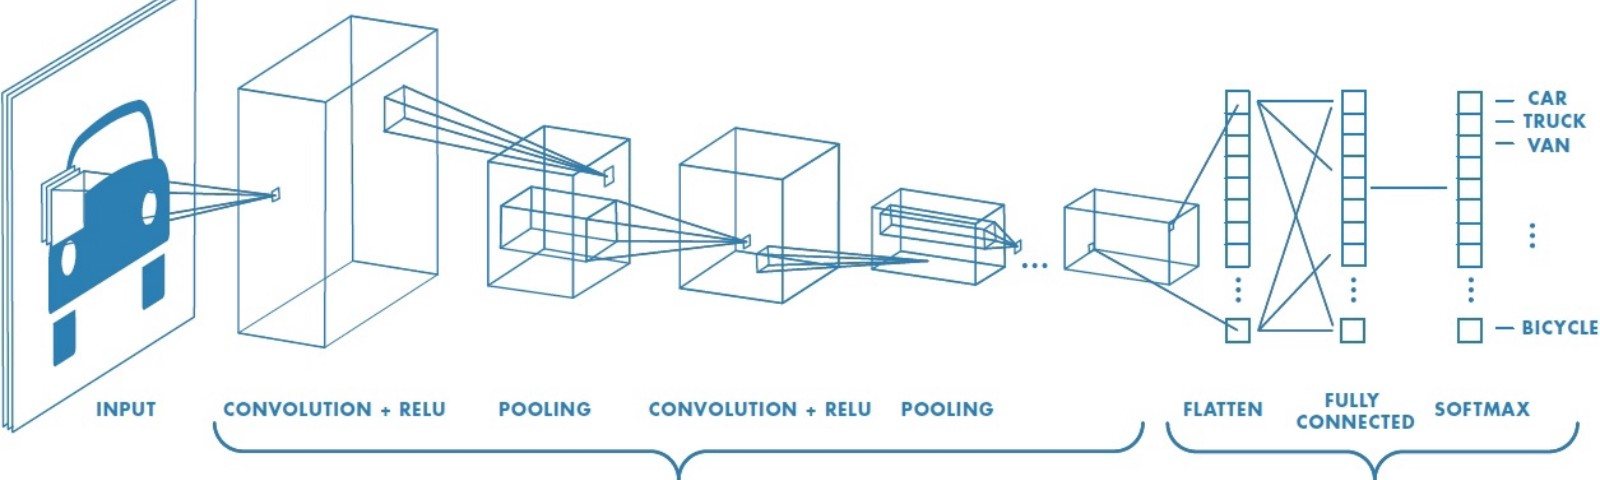 CAR
TRUCK
VAN
BICYCLE
INPUT
CONVOLUTION + RELU
POOLING
CONVOLUTION + RELU
POOLING
FLATTEN
FULLY
CONNECTED
SOFTMAX